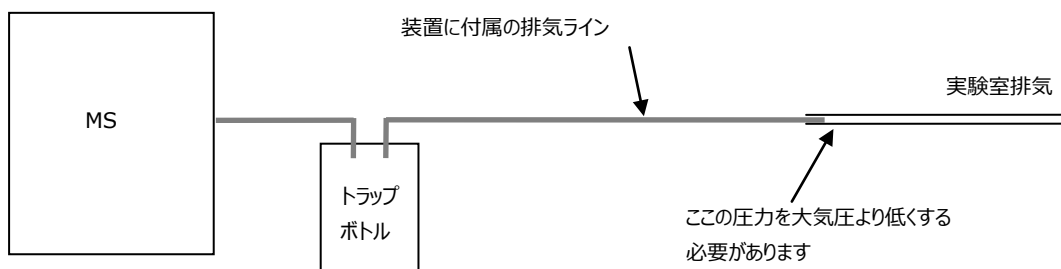 装置に付属の排気ライン
実験室排気
MS
トラップ
ボトル
ここの圧力を大気圧より低くする
必要があります